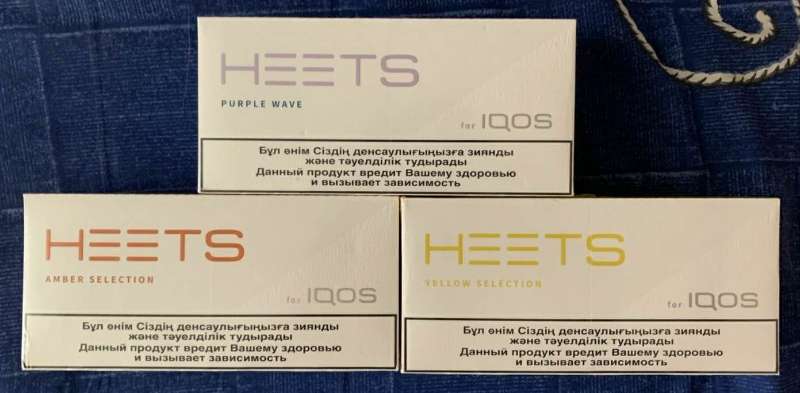 HEETS
PURPLE WAVE
for IQOS
Бұл өнім Сіздің денсаулығыңызға зиянды
және тәуелділік тудырады
Данный продукт вредит Вашему здоровью
и вызывает зависимость
HEETS
AMBER SELECTION
for IQOS
Бұл өнім Сіздің денсаулығыңызға зиянды
және тәуелділік тудырады
Данный продукт вредит Вашему здоровью
и вызывает зависимость
HEETS
YELLOW SELECTION
for IQOS
Бұл өнім Сіздің денсаулығыңызға зиянды
және тәуелділік тудырады
Данный продукт вредит Вашему здоровью
и вызывает зависимость